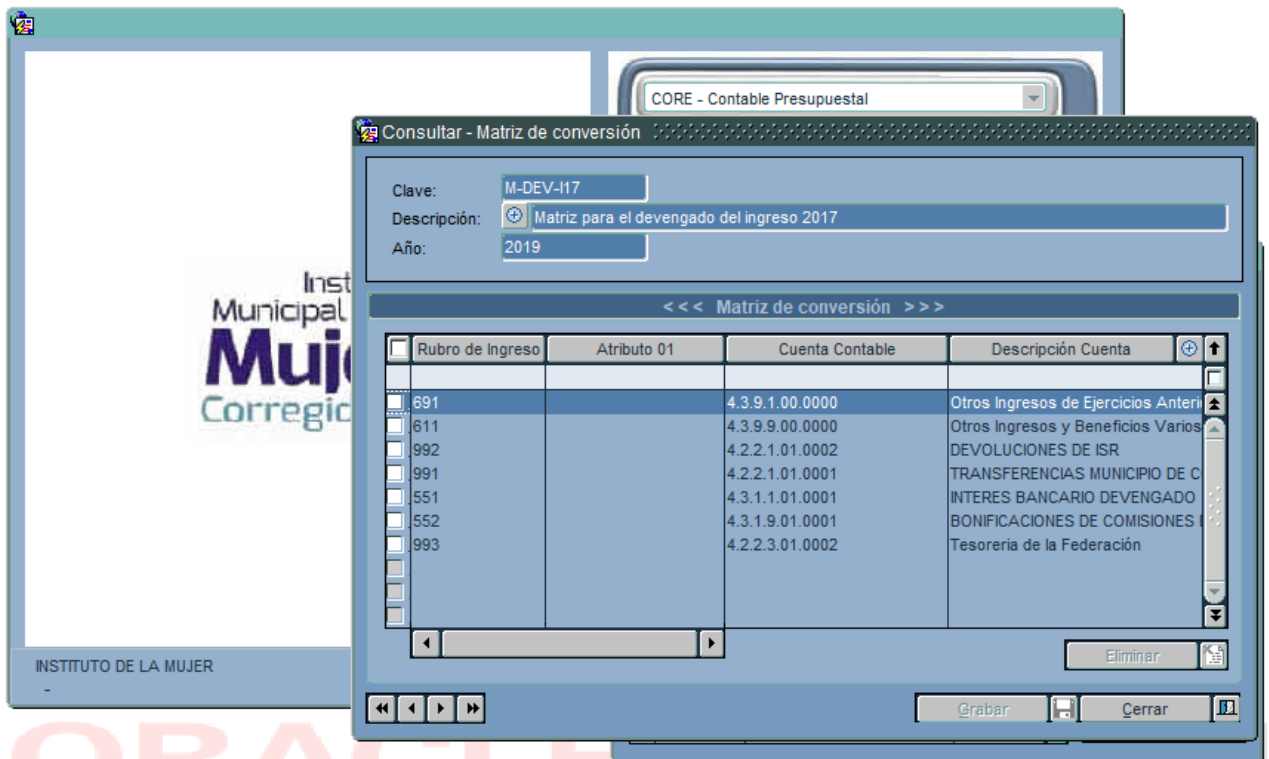 CORE - Contable Presupuestal
Consultar - Matriz de conversión
Clave: M-DEV-I17
Descripción: Matriz para el devengado del ingreso 2017
Año: 2019
Inst
Municipal
Muje
Corregid
<<< Matriz de conversión >>>
Rubro de Ingreso Atributo 01 Cuenta Contable Descripción Cuenta
691 4.3.9.1.00.0000 Otros Ingresos de Ejercicios Anteri
611 4.3.9.9.00.0000 Otros Ingresos y Beneficios Varios
992 4.2.2.1.01.0002 DEVOLUCIONES DE ISR
991 4.2.2.1.01.0001 TRANSFERENCIAS MUNICIPIO DE C
551 4.3.1.1.01.0001 INTERES BANCARIO DEVENGADO
552 4.3.1.9.01.0001 BONIFICACIONES DE COMISIONES
993 4.2.2.3.01.0002 Tesoreria de la Federación
Eliminar
INSTITUTO DE LA MUJER
-
Grabar Cerrar
ORACLE